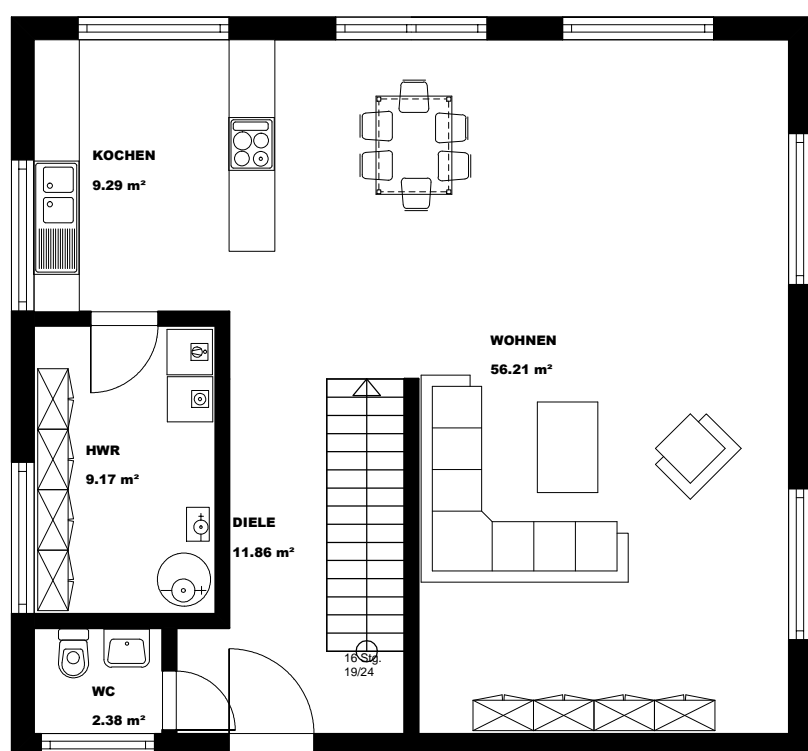 KOCHEN
9.29 m²
WOHNEN
56.21 m²
HWR
9.17 m²
DIELE
11.86 m²
16 Stg.
19/24
WC
2.38 m²